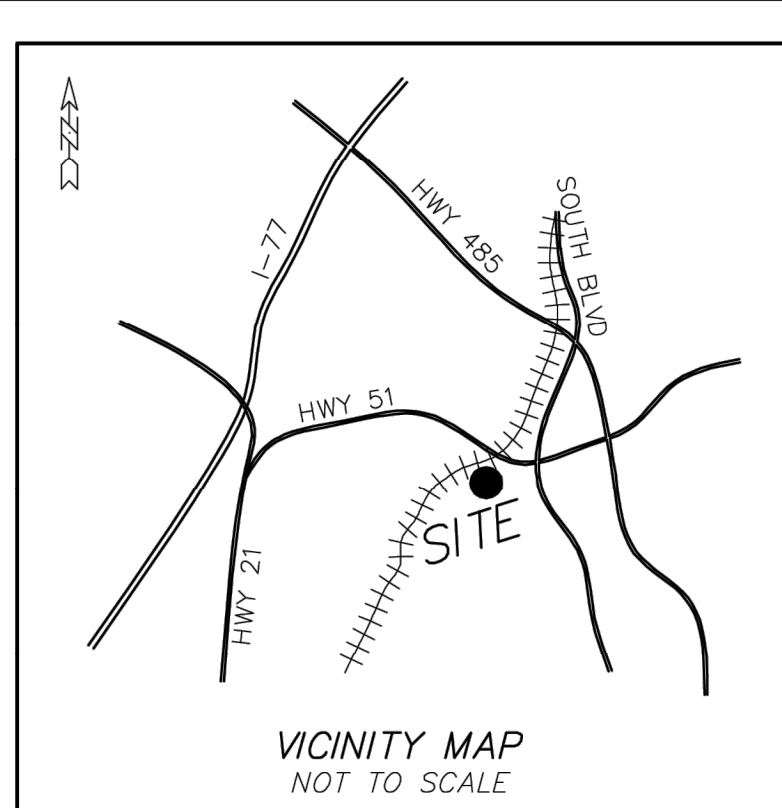 N
I-77
HWY 485
SOUTH BLVD
HWY 51
HWY 21
SITE
VICINITY MAP
NOT TO SCALE